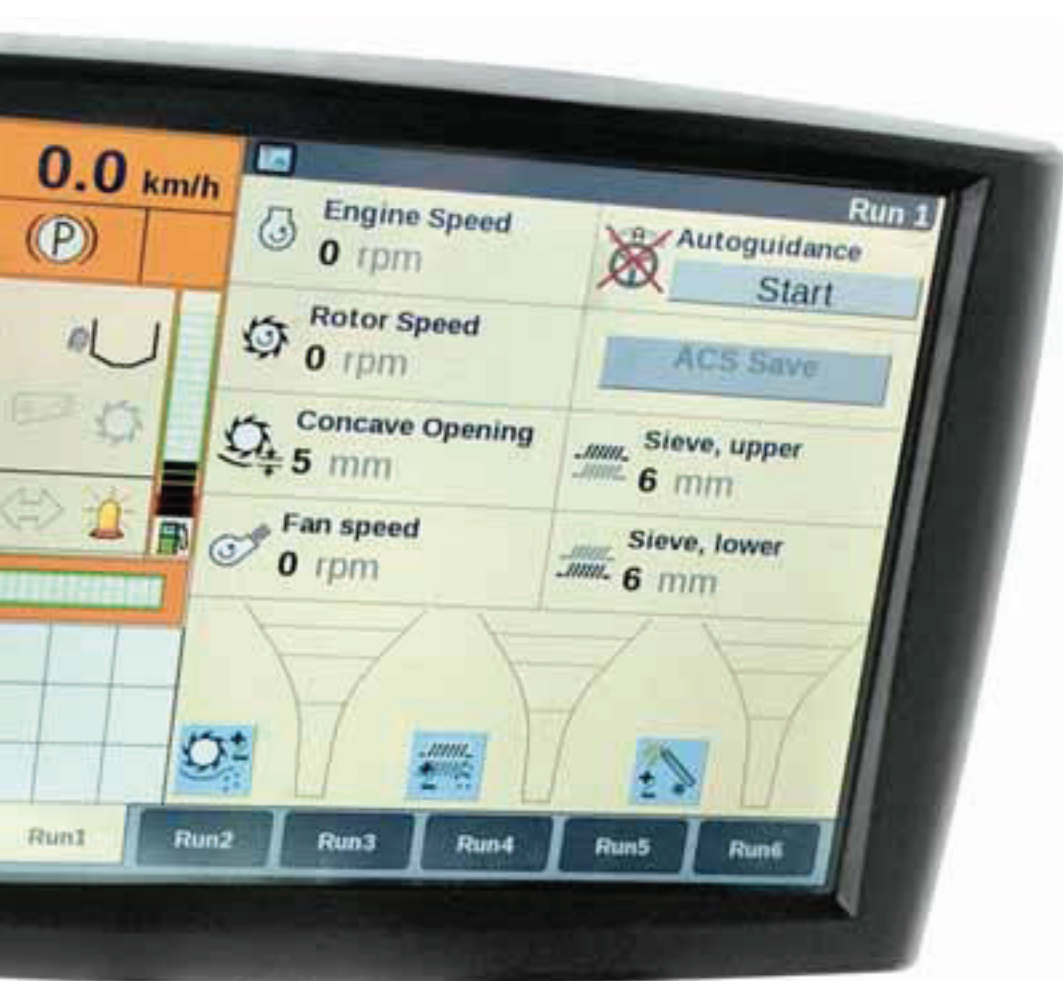 0.0 km/h
(P)
Run 1
Engine Speed
0 rpm
Autoguidance
A
Start
Rotor Speed
0 rpm
ACS Save
Concave Opening
5 mm
Sieve, upper
6 mm
Fan speed
0 rpm
Sieve, lower
6 mm
Run1
Run2
Run3
Run4
Run5
Run6